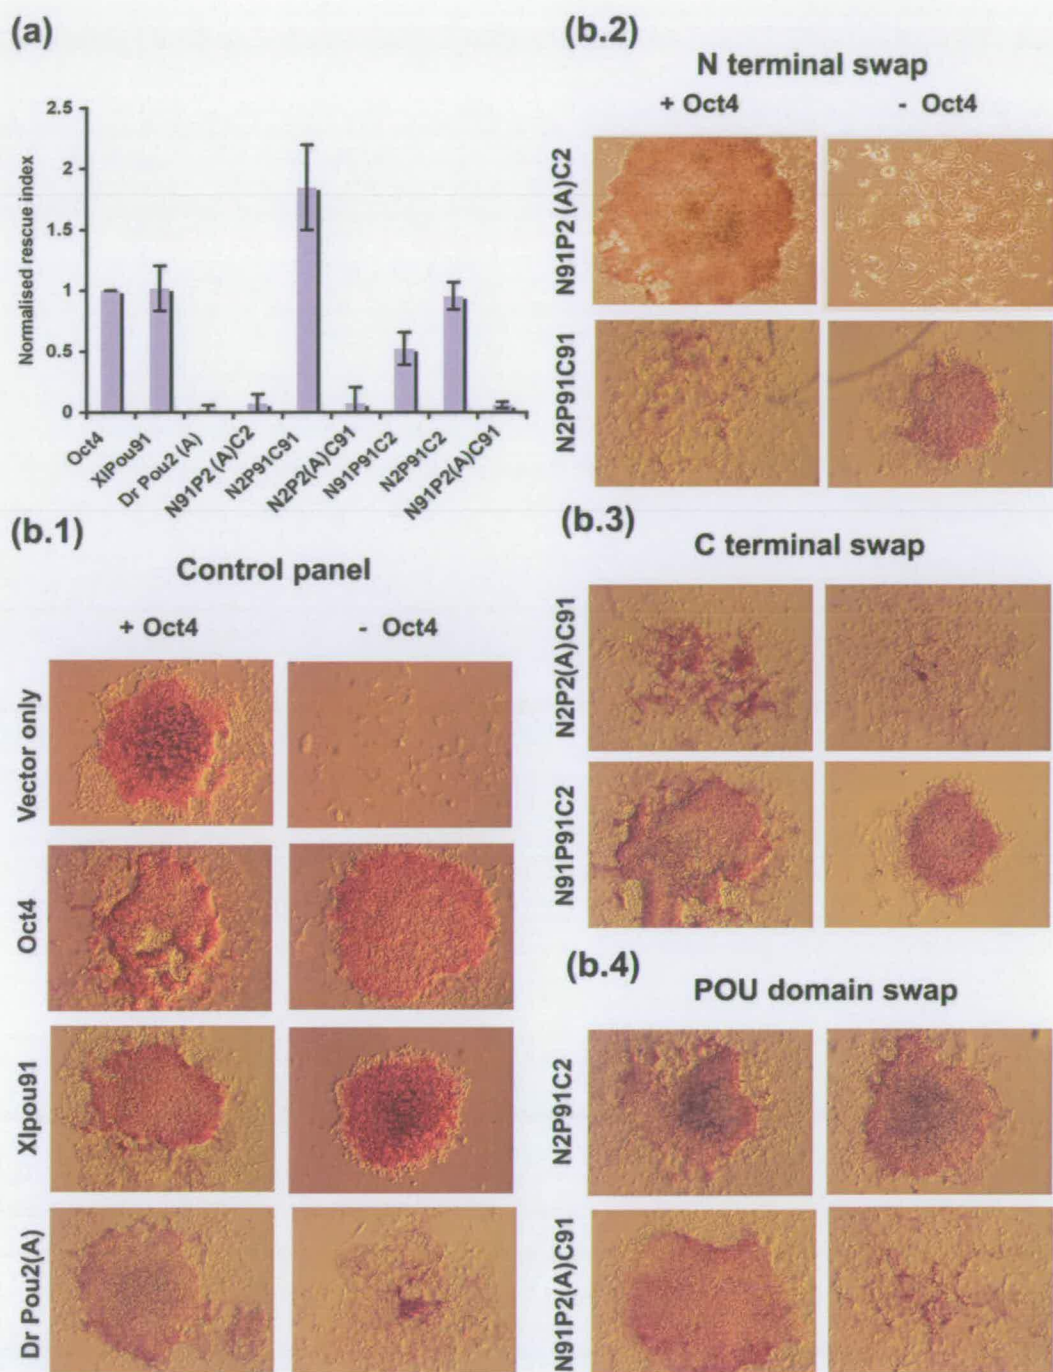 (a)
Normalised rescue index
2.5
2
1.5
1
0.5
0
Oct4
XlPou91
Dr Pou2 (A)
N91P2 (A)C2
N2P91C91
N2P2(A)C91
N91P91C2
N2P91C2
N91P2(A)C91
(b.1)
Control panel
+ Oct4
- Oct4
Vector only
Oct4
Xlpou91
Dr Pou2(A)
(b.2)
N terminal swap
+ Oct4
- Oct4
N91P2 (A)C2
N2P91C91
(b.3)
C terminal swap
N2P2(A)C91
N91P91C2
(b.4)
POU domain swap
N2P91C2
N91P2(A)C91